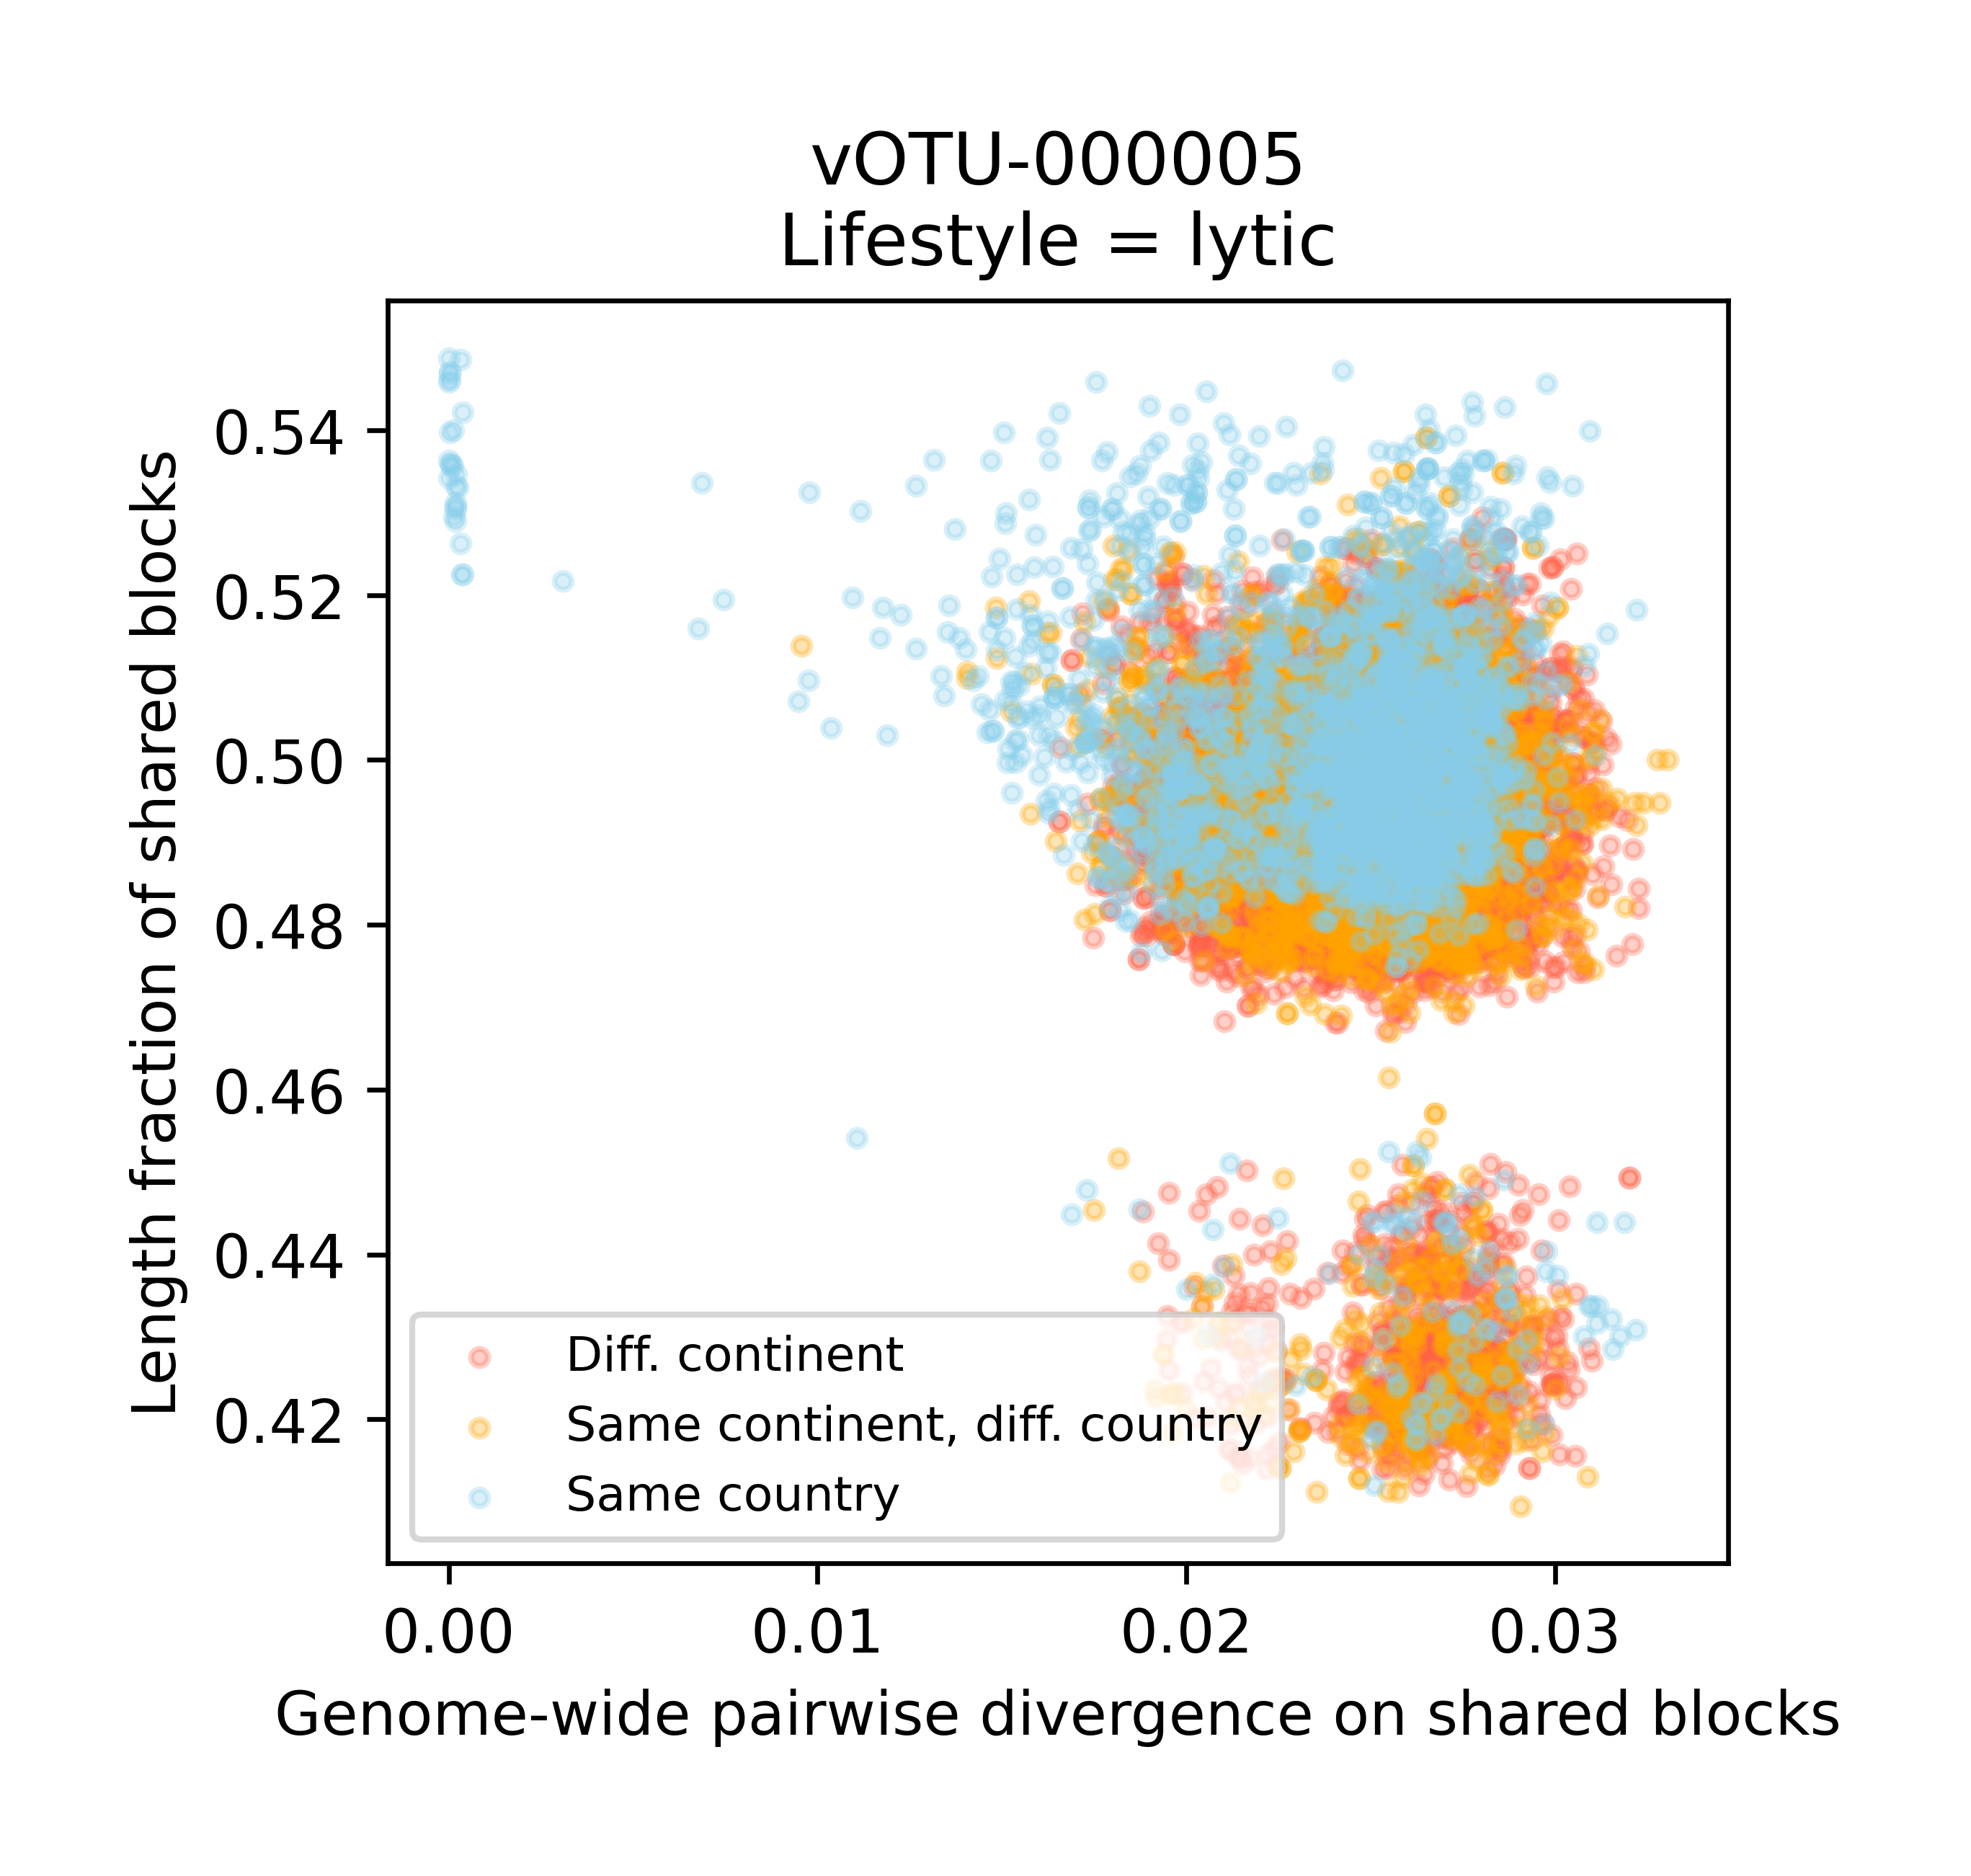 vOTU-000005
Lifestyle = lytic
Length fraction of shared blocks
0.54
0.52
0.50
0.48
0.46
0.44
0.42
Diff. continent
Same continent, diff. country
Same country
0.00 0.01 0.02 0.03
Genome-wide pairwise divergence on shared blocks